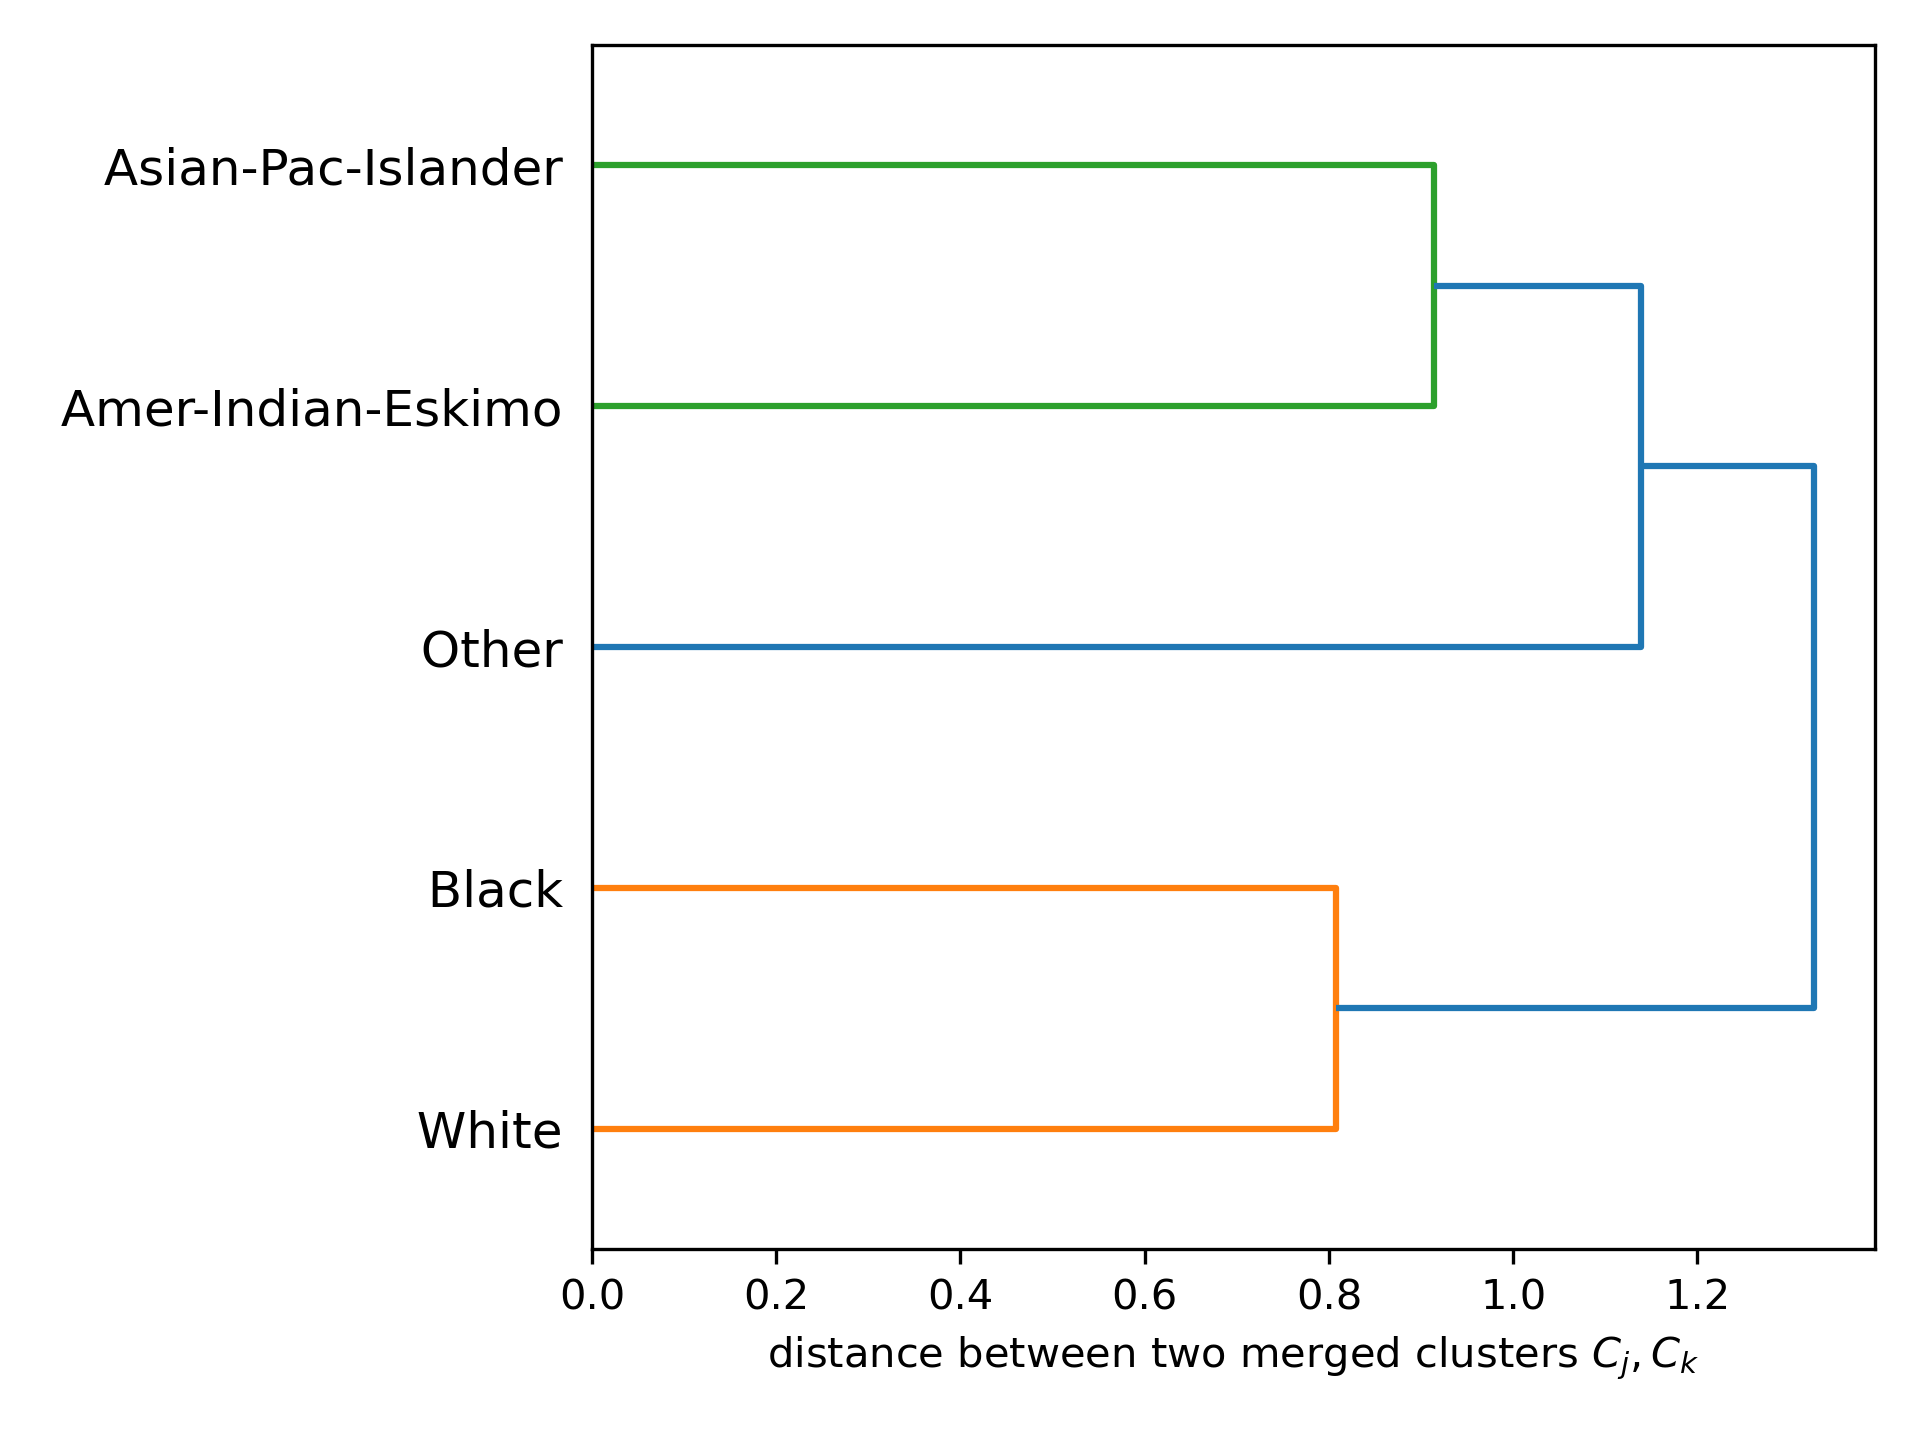 Asian-Pac-Islander
Amer-Indian-Eskimo
Other
Black
White
0.0 0.2 0.4 0.6 0.8 1.0 1.2
distance between two merged clusters C_j, C_k